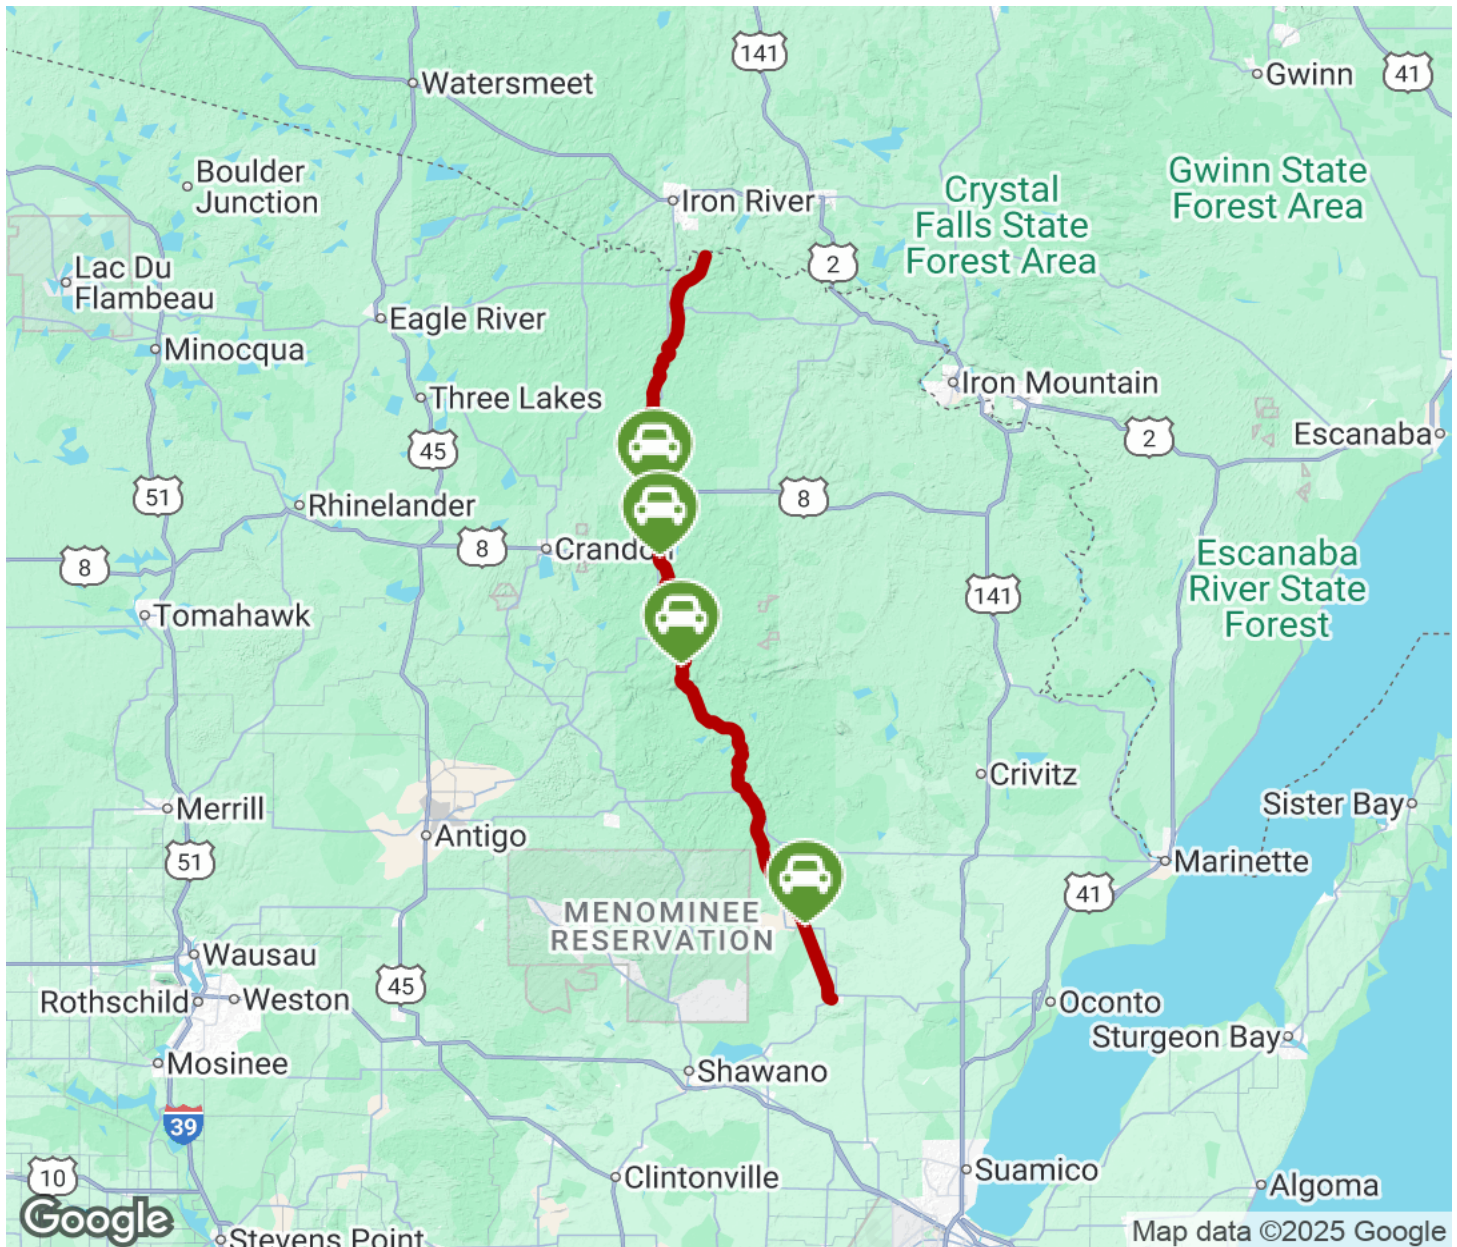 141
Watersmeet
Gwinn
41
Boulder
Junction
Gwinn State
Forest Area
Crystal
Falls State
Forest Area
Iron River
2
Lac Du
Flambeau
Eagle River
Minocqua
Iron Mountain
Three Lakes
Escanaba
45
2
51
Rhinelander
8
8
Crandon
8
Escanaba
River State
Forest
141
Tomahawk
Crivitz
Sister Bay
Merrill
Antigo
51
Marinette
41
MENOMINEE
RESERVATION
Wausau
45
Rothschild
Weston
Oconto
Sturgeon Bay
Mosinee
Shawano
39
Suamico
10
Clintonville
Algoma
Google
Stevens Point
Map data ©2025 Google